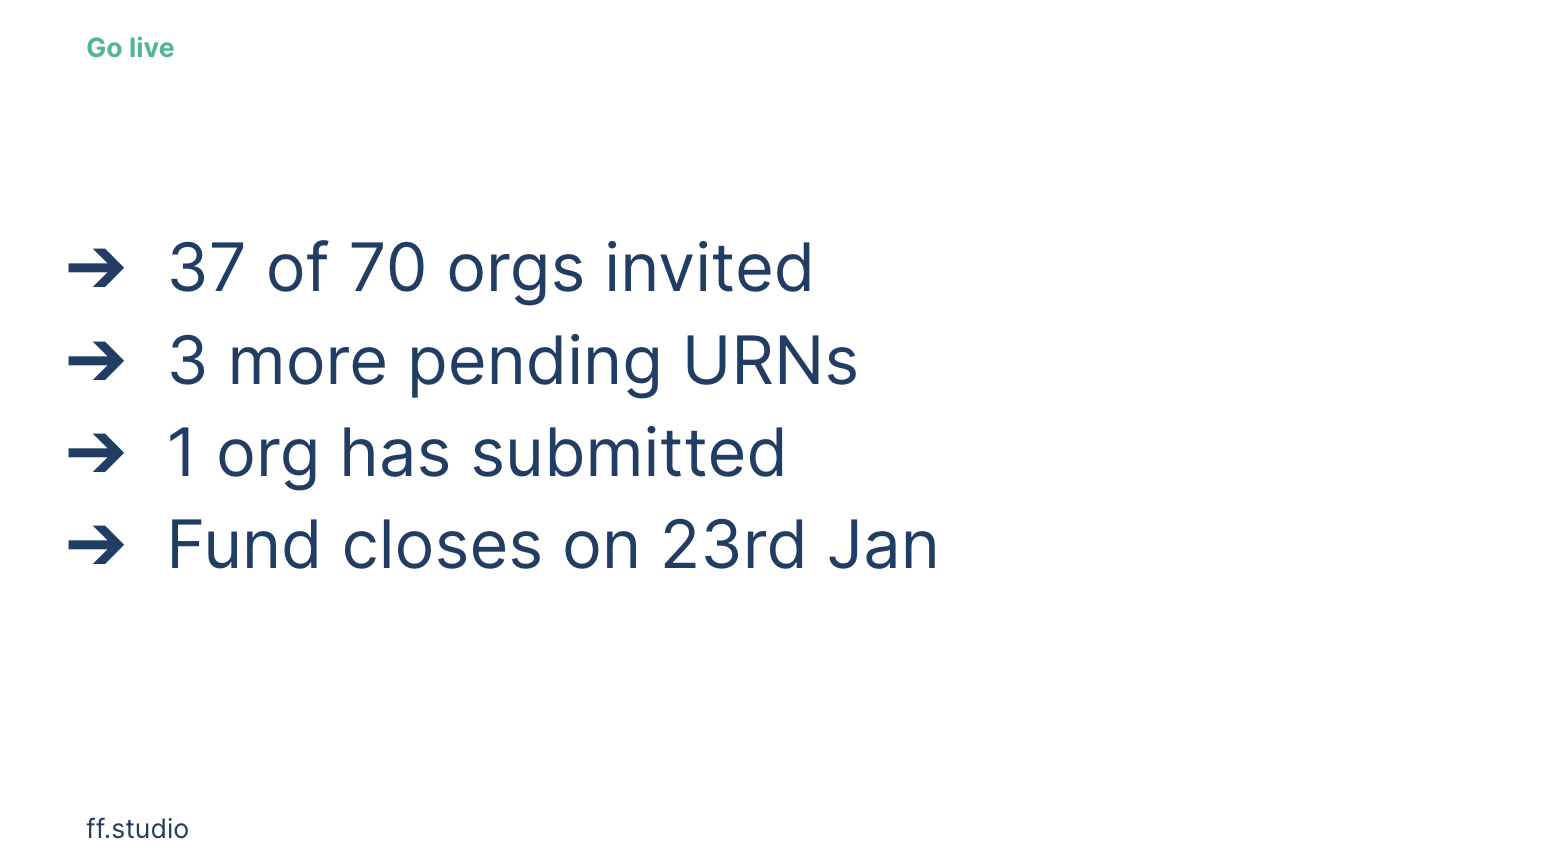 Go live
➔ 37 of 70 orgs invited
➔ 3 more pending URNs
➔ 1 org has submitted
➔ Fund closes on 23rd Jan
ff.studio